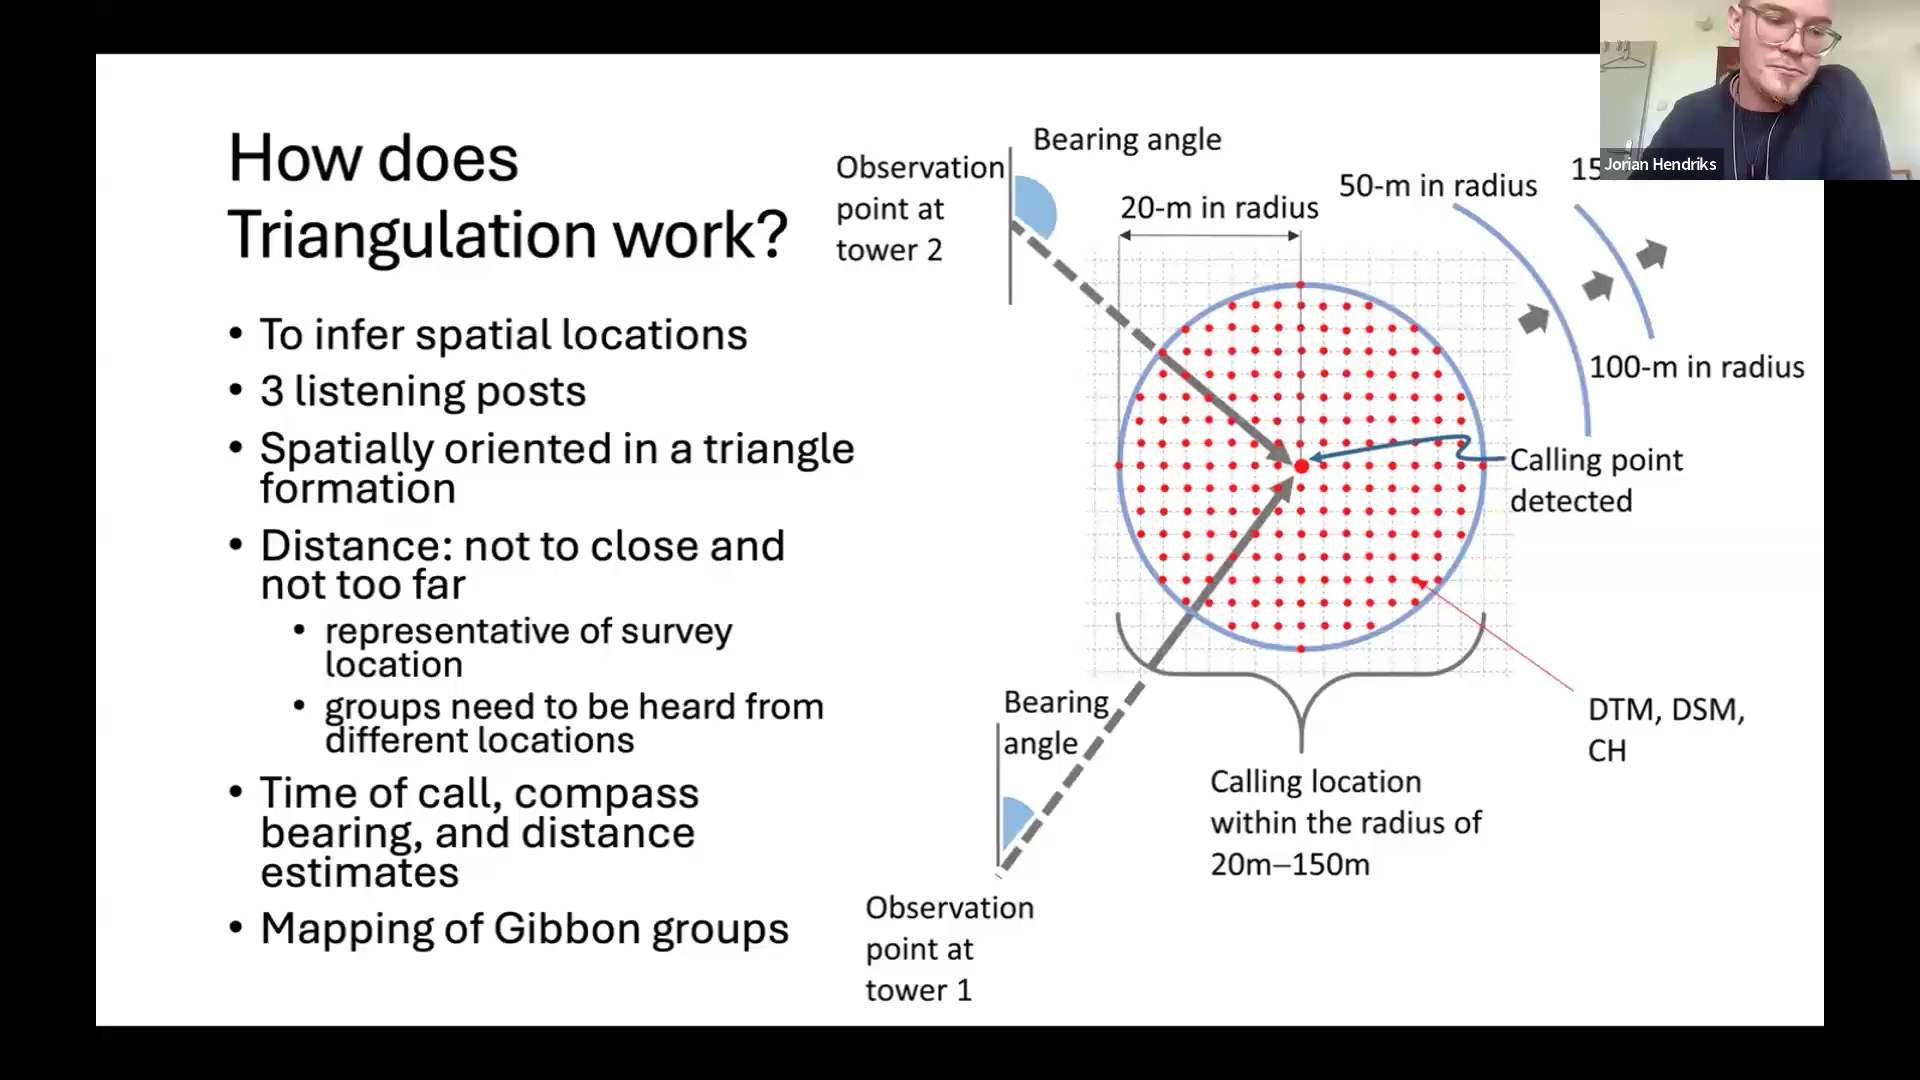 How does
Triangulation work?
• To infer spatial locations
• 3 listening posts
• Spatially oriented in a triangle
formation
• Distance: not to close and
not too far
• representative of survey
location
• groups need to be heard from
different locations
• Time of call, compass
bearing, and distance
estimates
• Mapping of Gibbon groups
Observation
point at
tower 2
Bearing angle
20-m in radius
50-m in radius
15
100-m in radius
Calling point
detected
DTM, DSM,
CH
Bearing
angle
Calling location
within the radius of
20m–150m
Observation
point at
tower 1
Jorian Hendriks